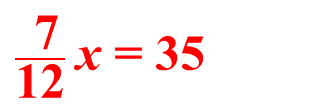 7/12 x = 35